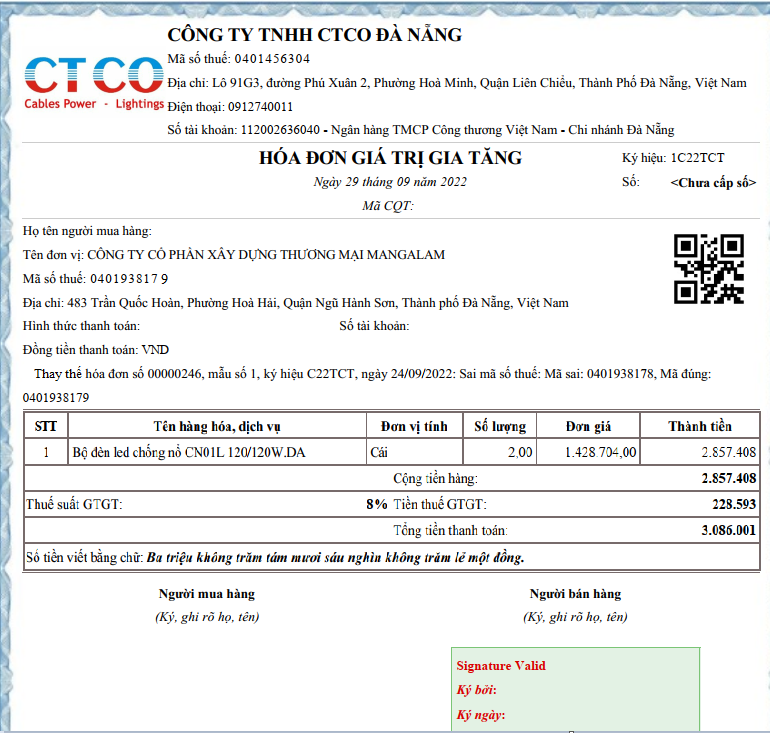 CÔNG TY TNHH CTCO ĐÀ NẴNG
CTCO
Cables Power - Lightings
Mã số thuế: 0401456304
Địa chỉ: Lô 91G3, đường Phú Xuân 2, Phường Hoà Minh, Quận Liên Chiểu, Thành Phố Đà Nẵng, Việt Nam
Điện thoại: 0912740011
Số tài khoản: 112002636040 - Ngân hàng TMCP Công thương Việt Nam - Chi nhánh Đà Nẵng
HÓA ĐƠN GIÁ TRỊ GIA TĂNG
Ký hiệu: 1C22TCT
Ngày 29 tháng 09 năm 2022
Số: <Chưa cấp số>
Mã CQT:
Họ tên người mua hàng:
Tên đơn vị: CÔNG TY CỔ PHẦN XÂY DỰNG THƯƠNG MẠI MANGALAM
Mã số thuế: 040193817 9
Địa chỉ: 483 Trần Quốc Hoàn, Phường Hoà Hải, Quận Ngũ Hành Sơn, Thành phố Đà Nẵng, Việt Nam
Hình thức thanh toán: Số tài khoản:
Đồng tiền thanh toán: VND
Thay thế hóa đơn số 00000246, mẫu số 1, ký hiệu C22TCT, ngày 24/09/2022: Sai mã số thuế: Mã sai: 0401938178, Mã đúng:
0401938179
STT Tên hàng hóa, dịch vụ Đơn vị tính Số lượng Đơn giá Thành tiền
1 Bộ đèn led chống nổ CN01L 120/120W.DA Cái 2,00 1.428.704,00 2.857.408
Cộng tiền hàng: 2.857.408
Thuế suất GTGT: 8% Tiền thuế GTGT: 228.593
Tổng tiền thanh toán: 3.086.001
Số tiền viết bằng chữ: Ba triệu không trăm tám mươi sáu nghìn không trăm lẻ một đồng.
Người mua hàng Người bán hàng
(Ký, ghi rõ họ, tên) (Ký, ghi rõ họ, tên)
Signature Valid
Ký bởi:
Ký ngày: